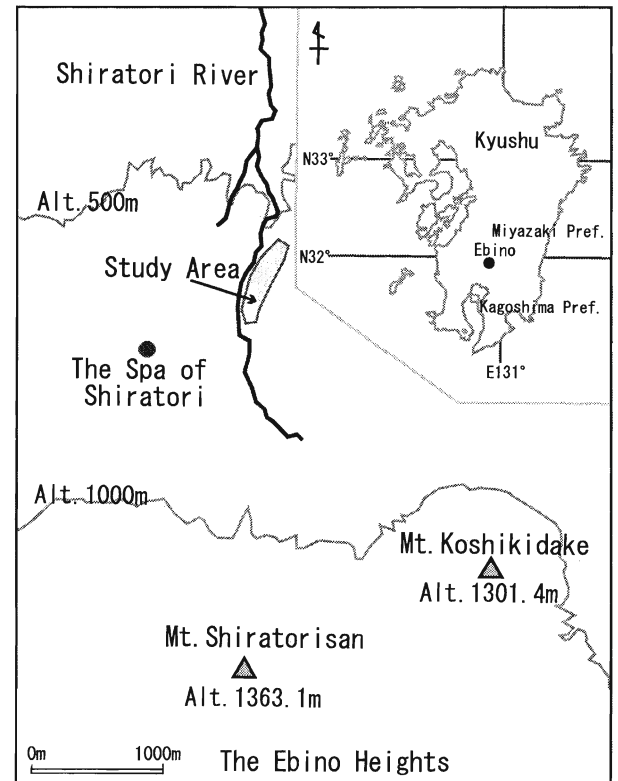 Shiratori River
Kyushu
N33°
Alt. 500m
Miyazaki Pref.
Ebino
N32°
Study Area
Kagoshima Pref.
The Spa of
Shiratori
E131°
Alt. 1000m
Mt. Koshikidake
Alt. 1301.4m
Mt. Shiratorisan
Alt. 1363.1m
0m
1000m
The Ebino Heights